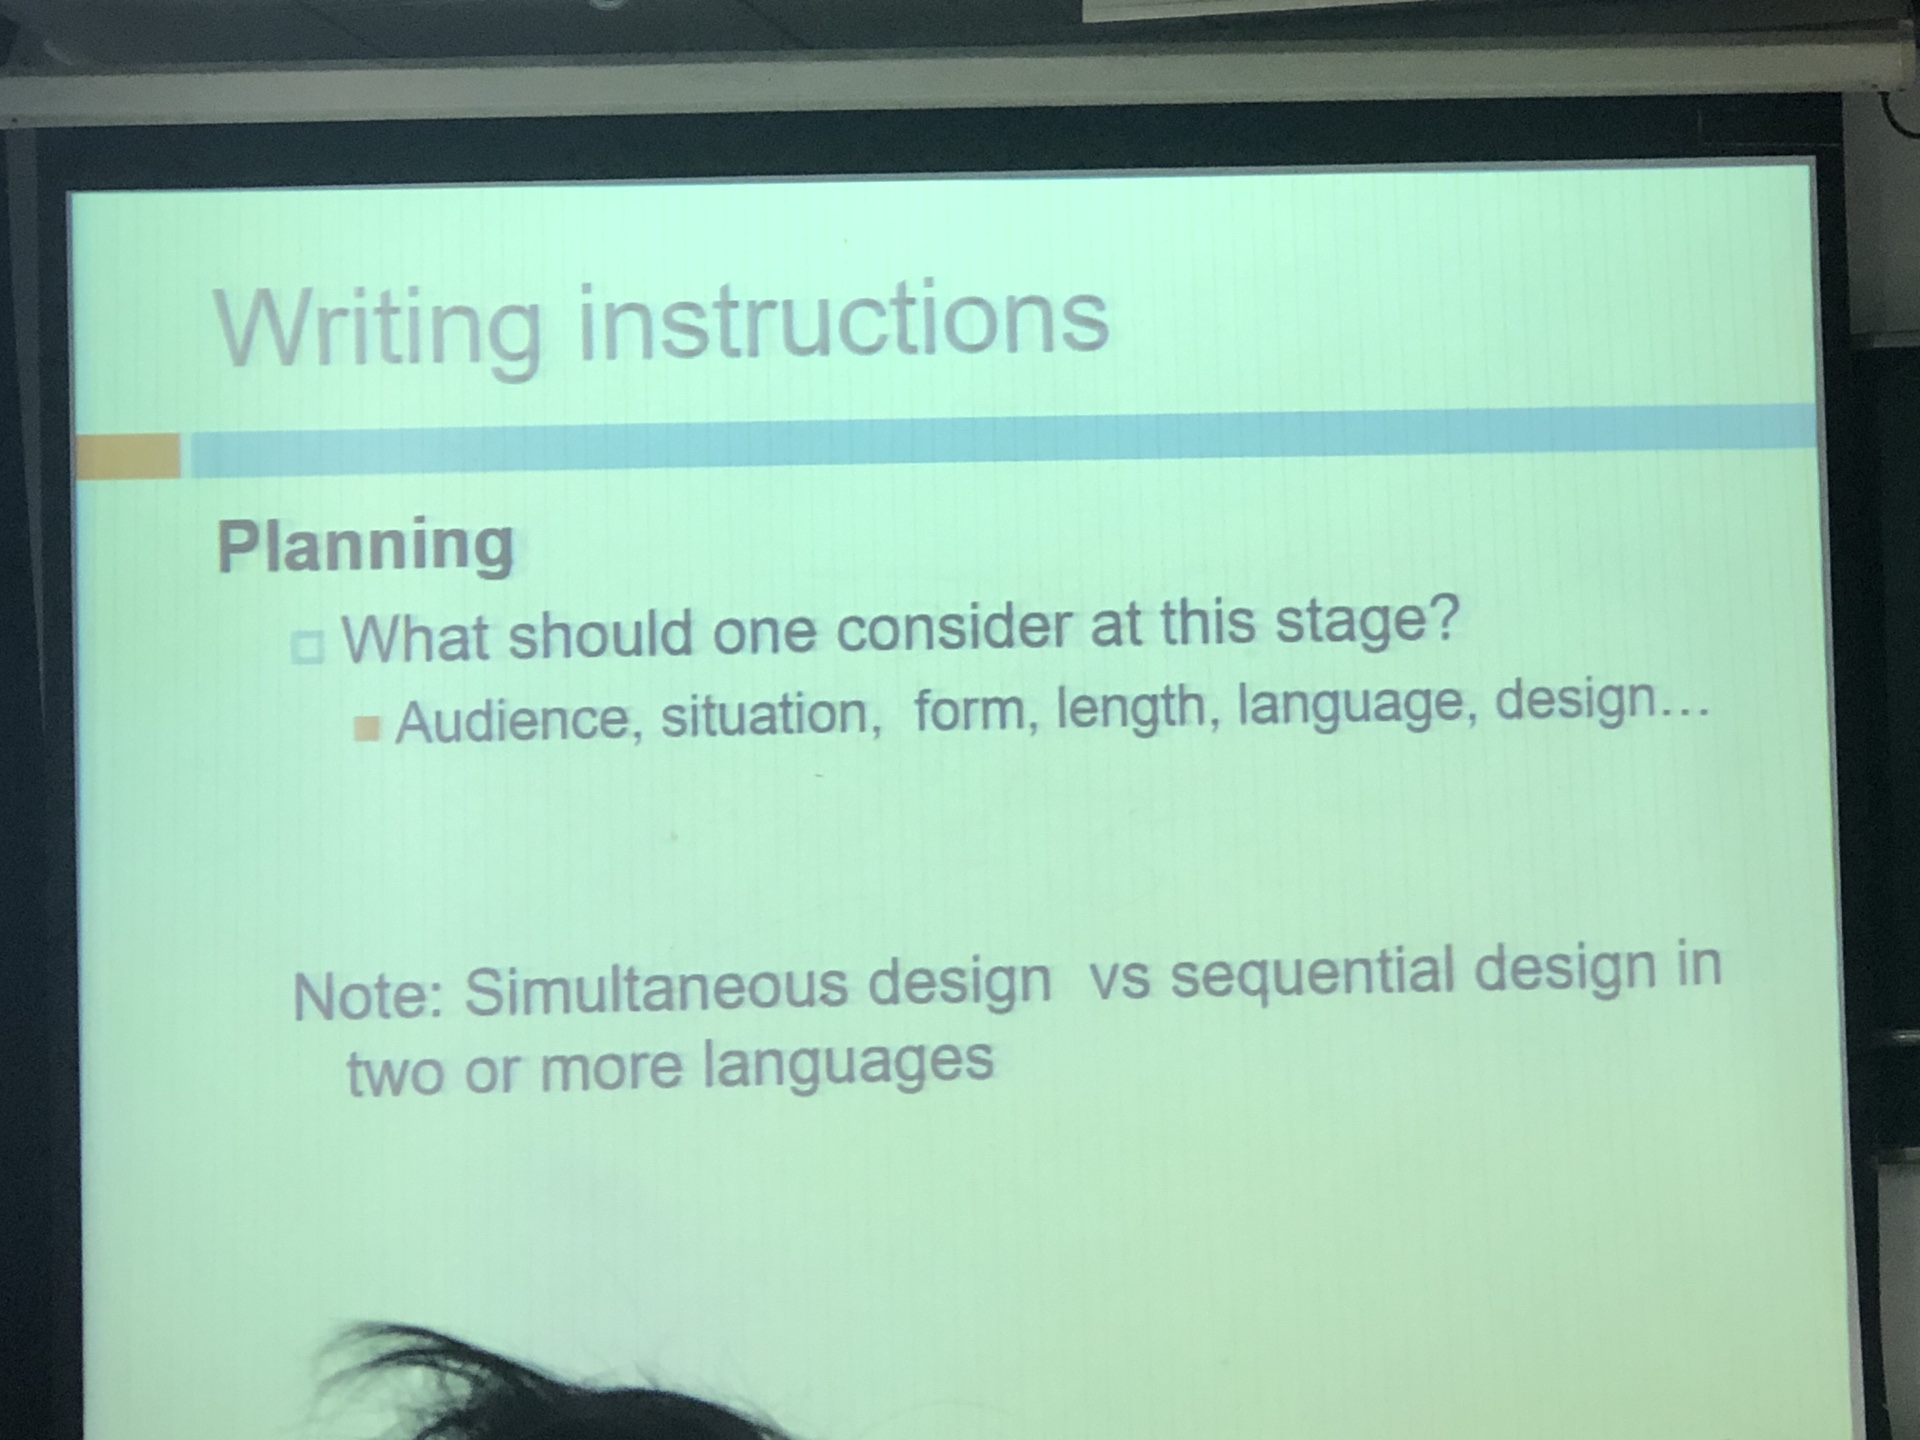 Writing instructions
Planning
What should one consider at this stage?
Audience, situation, form, length, language, design...
Note: Simultaneous design vs sequential design in
two or more languages